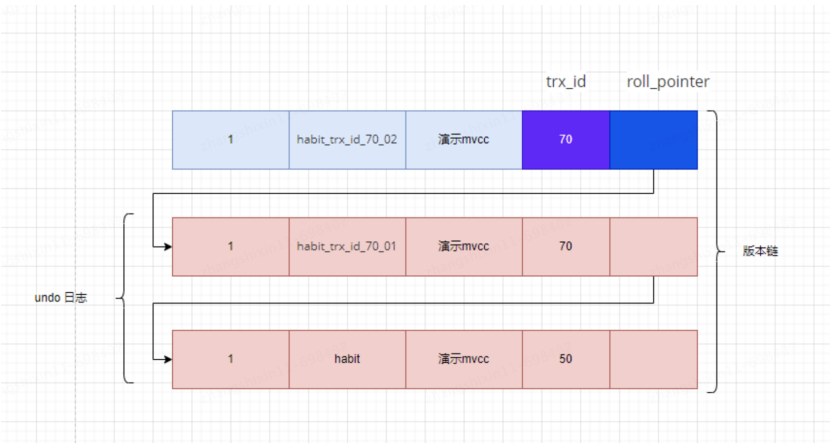 trx_id roll_pointer
1 habit_trx_id_70_02 演示mvcc 70
1 habit_trx_id_70_01 演示mvcc 70
版本链
undo 日志
1 habit 演示mvcc 50